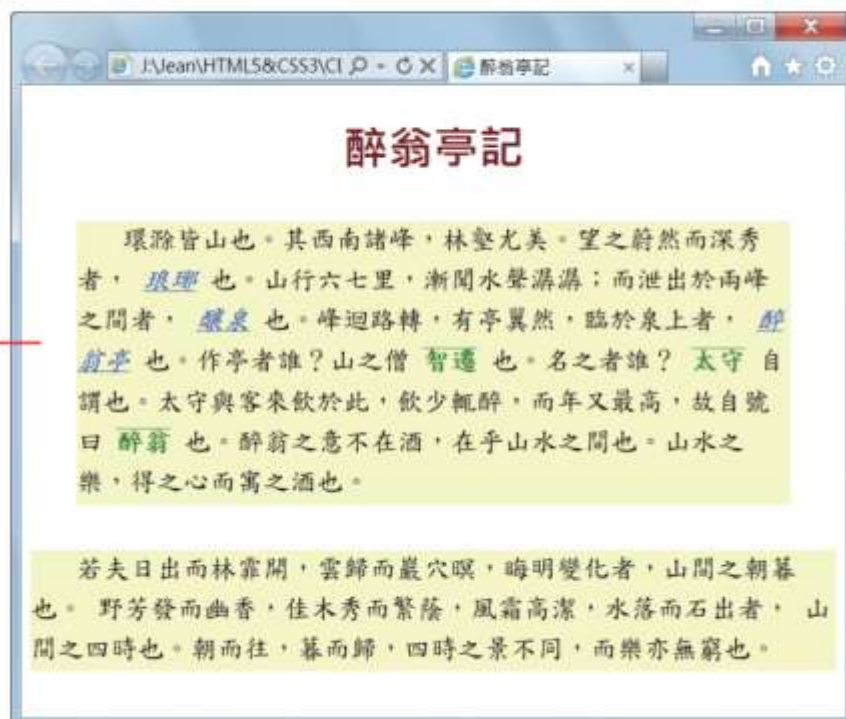 J:\Jean\HTML5&CSS3\Cl
醉翁亭記
醉翁亭記
環滁皆山也。其西南諸峰,林壑尤美。望之蔚然而深秀
者, 琅琊 也。山行六七里,漸聞水聲潺潺;而泄出於兩峰
之間者, 釀泉 也。峰迴路轉,有亭翼然,臨於泉上者, 醉
翁亭 也。作亭者誰?山之僧 智遷 也。名之者誰? 太守 自
謂也。太守與客來飲於此,飲少輒醉,而年又最高,故自號
曰 醉翁 也。醉翁之意不在酒,在乎山水之間也。山水之
樂,得之心而寓之酒也。
若夫日出而林霏開,雲歸而巖穴暝,晦明變化者,山間之朝暮
也。 野芳發而幽香,佳木秀而繁蔭,風霜高潔,水落而石出者, 山
間之四時也。朝而往,暮而歸,四時之景不同,而樂亦無窮也。